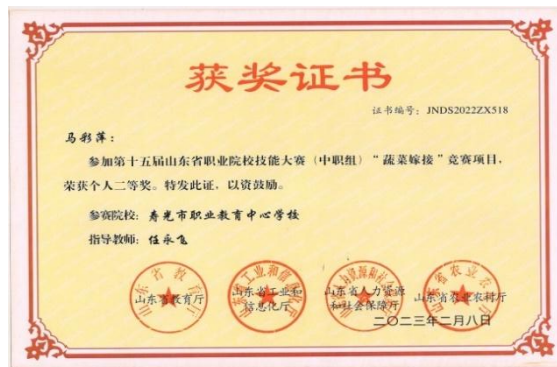 获奖证书
证书编号：JNDS2022ZX518
马彩萍：
参加第十五届山东省职业院校技能大赛（中职组）“蔬菜嫁接”竞赛项目，
荣获个人二等奖。特发此证，以资鼓励。
参赛院校：寿光市职业教育中心学校
指导教师：任永飞
山东省教育厅
山东省工业和
信息化厅
山东省人力资源
和社会保障厅
山东省农业农村厅
二〇二三年二月八日